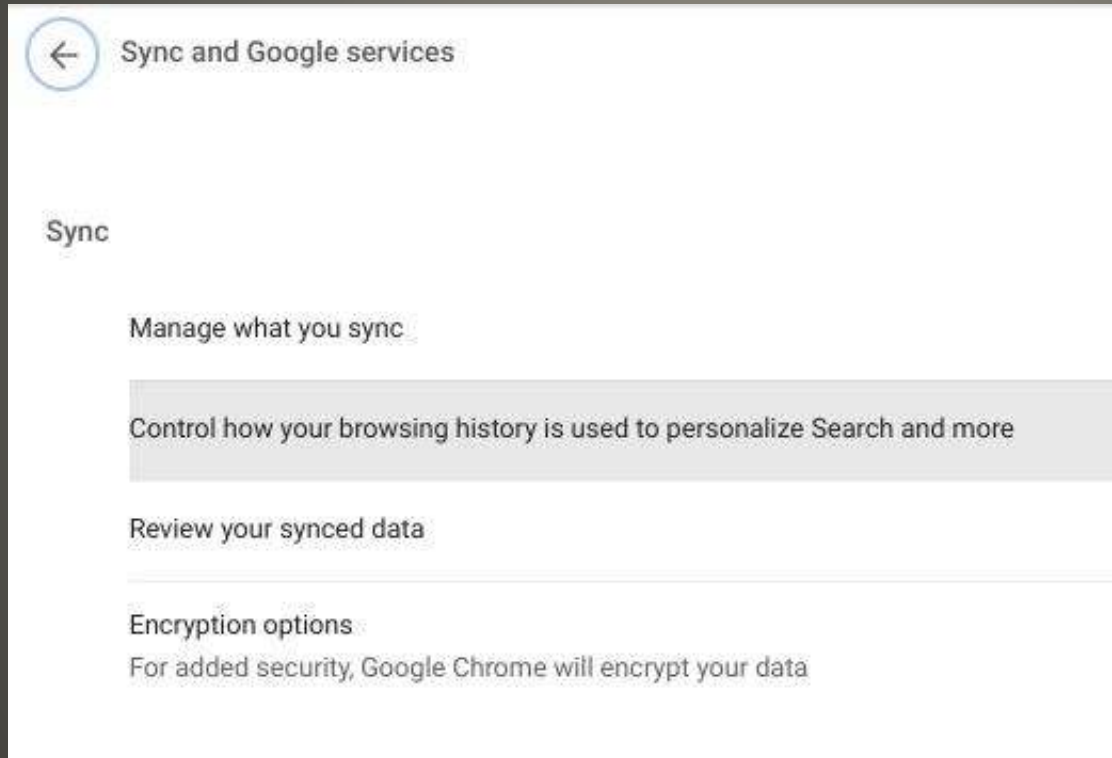 Sync and Google services
Sync
Manage what you sync
Control how your browsing history is used to personalize Search and more
Review your synced data
Encryption options
For added security, Google Chrome will encrypt your data